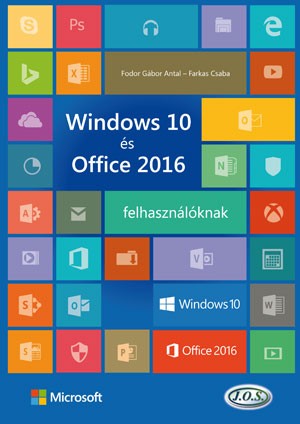 Fodor Gábor Antal – Farkas Csaba
Windows 10
és
Office 2016
felhasználóknak
Windows 10
Office 2016
Microsoft
J.O.S.